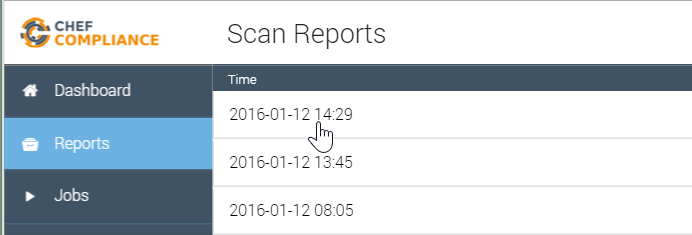 CHEF
COMPLIANCE
Scan Reports
Dashboard
Reports
Jobs
Time
2016-01-12 14:29
2016-01-12 13:45
2016-01-12 08:05